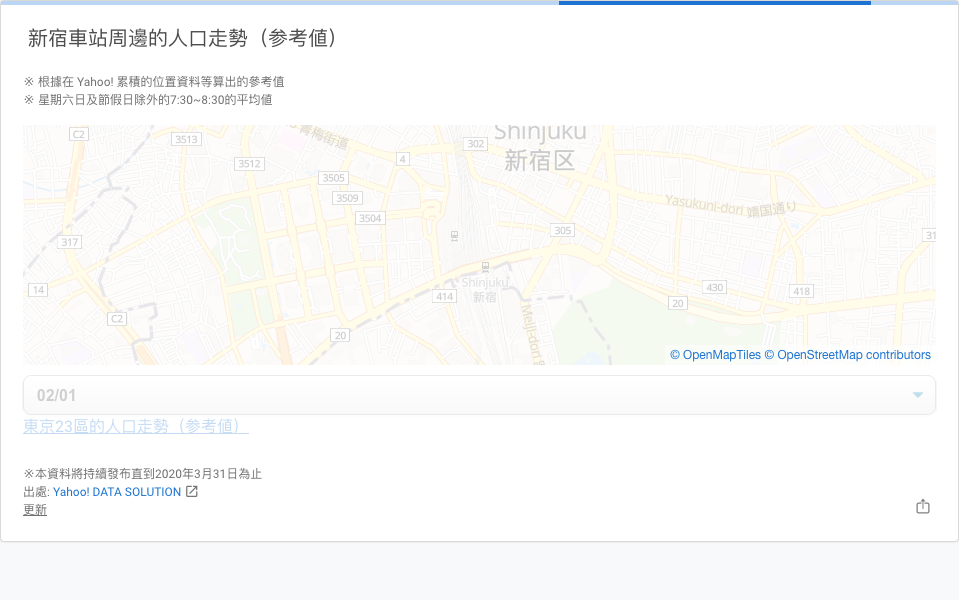 新宿車站周邊的人口走勢（參考値）
※ 根據在 Yahoo! 累積的位置資料等算出的參考値
※ 星期六日及節假日除外的7:30~8:30的平均値
C2
3513
青梅街道
302
Shinjuku
新宿区
4
3512
3505
3509
3504
Yasukuni-dori 靖国通り
317
305
31
14
414
Shinjuku
新宿
430
418
20
C2
20
Meiji-dori
© OpenMapTiles © OpenStreetMap contributors
02/01
東京23區的人口走勢（參考値）
※本資料將持續發布直到2020年3月31日為止
出處: Yahoo! DATA SOLUTION
更新